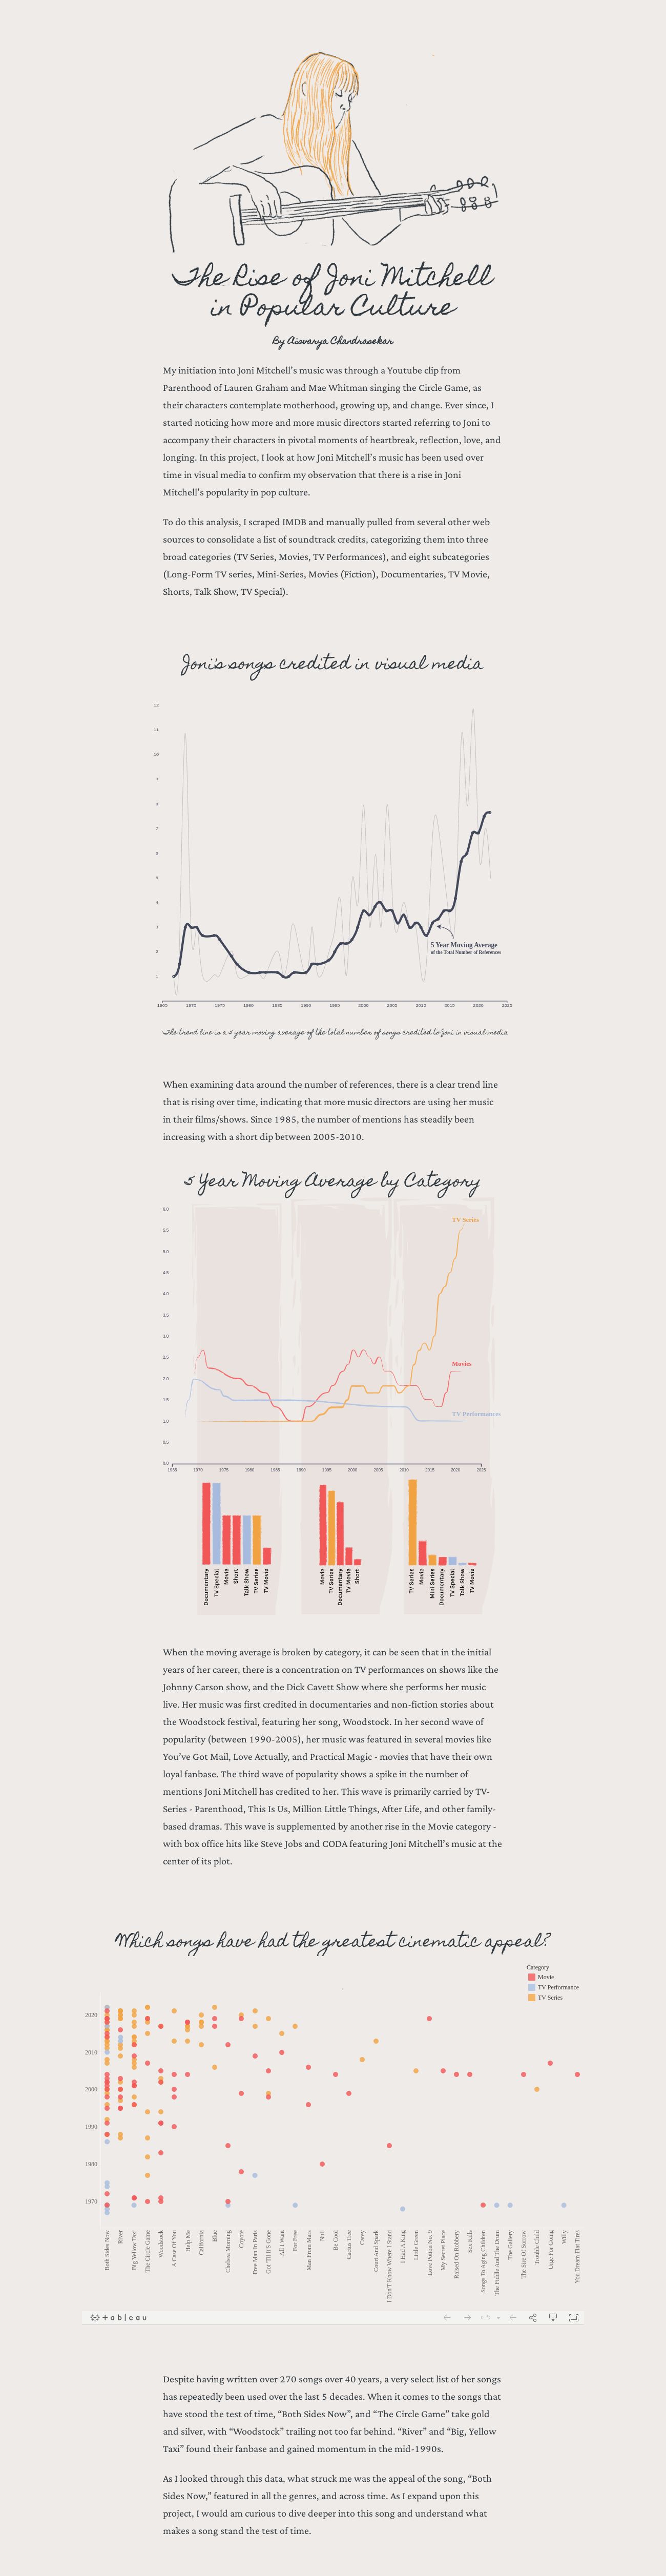 The Rise of Joni Mitchell
in Popular Culture
By Aisvarya Chandrasekar
My initiation into Joni Mitchell's music was through a Youtube clip from
Parenthood of Lauren Graham and Mae Whitman singing the Circle Game, as
their characters contemplate motherhood, growing up, and change. Ever since, I
started noticing how more and more music directors started referring to Joni to
accompany their characters in pivotal moments of heartbreak, reflection, love, and
longing. In this project, I look at how Joni Mitchell's music has been used over
time in visual media to confirm my observation that there is a rise in Joni
Mitchell's popularity in pop culture.
To do this analysis, I scraped IMDB and manually pulled from several other web
sources to consolidate a list of soundtrack credits, categorizing them into three
broad categories (TV Series, Movies, TV Performances), and eight subcategories
(Long-Form TV series, Mini-Series, Movies (Fiction), Documentaries, TV Movie,
Shorts, Talk Show, TV Special).
Joni's songs credited in visual media
12
11
10
9
8
7
6
5
4
3
2
1
5 Year Moving Average
of the Total Number of References
1965 1970 1975 1980 1985 1990 1995 2000 2005 2010 2015 2020 2025
The trend line is a 5 year moving average of the total number of songs credited to Joni in visual media
When examining data around the number of references, there is a clear trend line
that is rising over time, indicating that more music directors are using her music
in their films/shows. Since 1985, the number of mentions has steadily been
increasing with a short dip between 2005-2010.
5 Year Moving Average by Category
6.0
5.5
5.0
4.5
4.0
3.5
3.0
2.5
2.0
1.5
1.0
0.5
0.0
TV Series
Movies
TV Performances
1965 1970 1975 1980 1985 1990 1995 2000 2005 2010 2015 2020 2025
Documentary
TV Special
Movie
Short
Talk Show
TV Series
TV Movie
Movie
TV Series
Documentary
TV Movie
Short
TV Series
Movie
Mini Series
Documentary
TV Special
Talk Show
TV Movie
When the moving average is broken by category, it can be seen that in the initial
years of her career, there is a concentration on TV performances on shows like the
Johnny Carson show, and the Dick Cavett Show where she performs her music
live. Her music was first credited in documentaries and non-fiction stories about
the Woodstock festival, featuring her song, Woodstock. In her second wave of
popularity (between 1990-2005), her music was featured in several movies like
You've Got Mail, Love Actually, and Practical Magic - movies that have their own
loyal fanbase. The third wave of popularity shows a spike in the number of
mentions Joni Mitchell has credited to her. This wave is primarily carried by TV-
Series - Parenthood, This Is Us, Million Little Things, After Life, and other family-
based dramas. This wave is supplemented by another rise in the Movie category -
with box office hits like Steve Jobs and CODA featuring Joni Mitchell's music at the
center of its plot.
Which songs have had the greatest cinematic appeal?
Category
Movie
TV Performance
TV Series
2020
2010
2000
1990
1980
1970
Both Sides Now
River
Big Yellow Taxi
The Circle Game
Woodstock
A Case Of You
Help Me
California
Blue
Chelsea Morning
Coyote
Free Man In Paris
Got 'Til It'S Gone
All I Want
For Free
Man From Mars
Null
Be Cool
Cactus Tree
Carey
Court And Spark
I Don'T Know Where I Stand
I Had A King
Little Green
Love Potion No. 9
My Secret Place
Raised On Robbery
Sex Kills
Songs To Aging Children
The Fiddle And The Drum
The Gallery
The Sire Of Sorrow
Trouble Child
Urge For Going
Willy
You Dream Flat Tires
+ a b l e a u
Despite having written over 270 songs over 40 years, a very select list of her songs
has repeatedly been used over the last 5 decades. When it comes to the songs that
have stood the test of time, "Both Sides Now", and "The Circle Game" take gold
and silver, with "Woodstock" trailing not too far behind. "River" and "Big, Yellow
Taxi" found their fanbase and gained momentum in the mid-1990s.
As I looked through this data, what struck me was the appeal of the song, "Both
Sides Now," featured in all the genres, and across time. As I expand upon this
project, I would am curious to dive deeper into this song and understand what
makes a song stand the test of time.